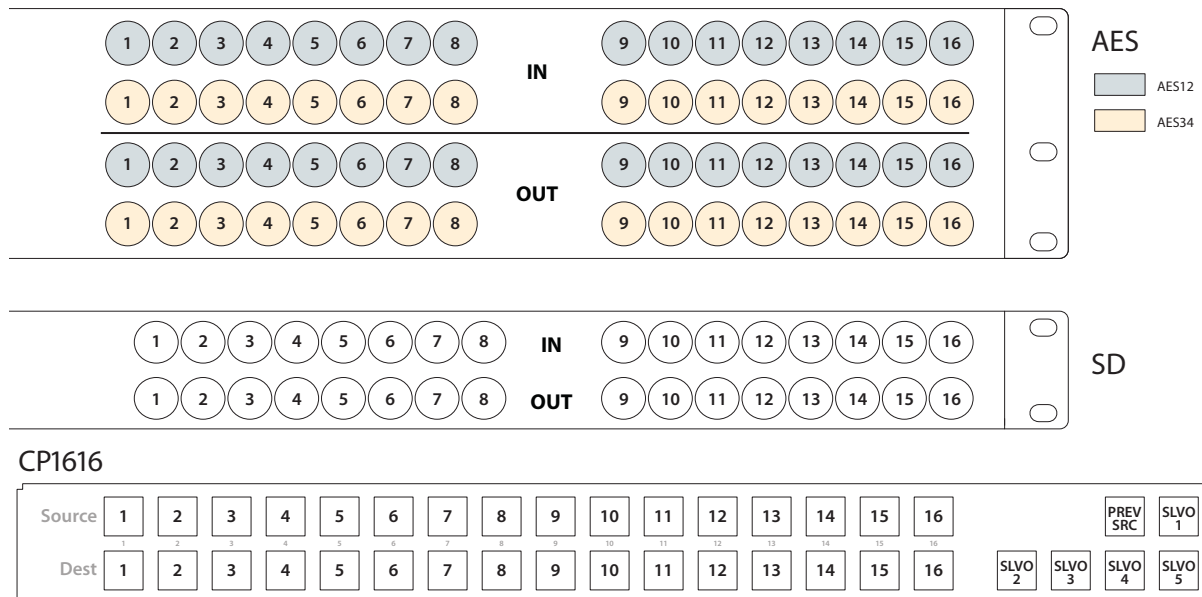 1 2 3 4 5 6 7 8 9 10 11 12 13 14 15 16
IN
1 2 3 4 5 6 7 8 9 10 11 12 13 14 15 16
1 2 3 4 5 6 7 8 9 10 11 12 13 14 15 16
OUT
1 2 3 4 5 6 7 8 9 10 11 12 13 14 15 16
AES
AES12
AES34
1 2 3 4 5 6 7 8 IN 9 10 11 12 13 14 15 16
1 2 3 4 5 6 7 8 OUT 9 10 11 12 13 14 15 16
SD
CP1616
Source 1 2 3 4 5 6 7 8 9 10 11 12 13 14 15 16 PREV SRC SLVO 1
1 2 3 4 5 6 7 8 9 10 11 12 13 14 15 16
Dest 1 2 3 4 5 6 7 8 9 10 11 12 13 14 15 16 SLVO 2 SLVO 3 SLVO 4 SLVO 5